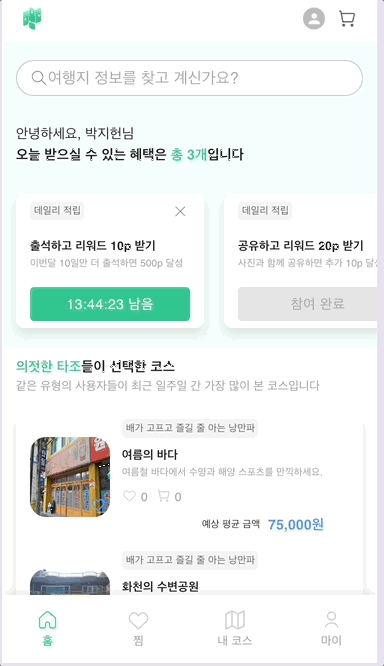 여행지 정보를 찾고 계신가요?
안녕하세요, 박지헌님
오늘 받으실 수 있는 혜택은 총 3개입니다
데일리 적립
출석하고 리워드 10p 받기
이번달 10일만 더 출석하면 500p 달성
13:44:23 남음
데일리 적립
공유하고 리워드 20p 받기
사진과 함께 공유하면 추가 10p 달성
참여 완료
의젓한 타조들이 선택한 코스
같은 유형의 사용자들이 최근 일주일 간 가장 많이 본 코스입니다
배가 고프고 즐길 줄 아는 낭만파
여름의 바다
여름철 바다에서 수영과 해양 스포츠를 만끽하세요.
0 0
예상 평균 금액 75,000원
배가 고프고 즐길 줄 아는 낭만파
화천의 수변공원
홈 찜 내 코스 마이